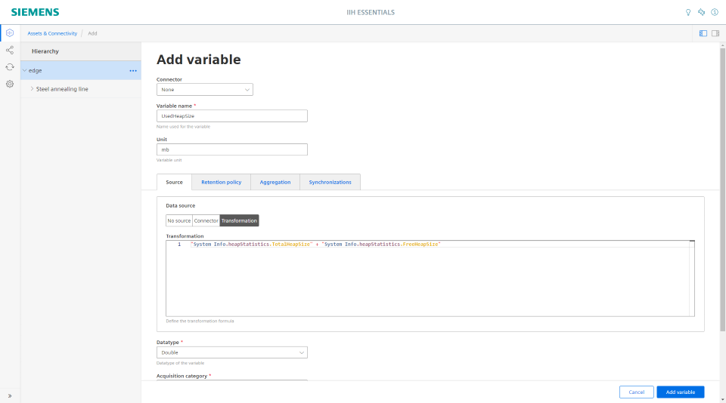 SIEMENS
IIH ESSENTIALS
Assets & Connectivity / Add
Hierarchy
edge
Steel annealing line
Add variable
Connector
None
Variable name *
UsedHeapSize
Name used for the variable
Unit
mb
Variable unit
Source
Retention policy
Aggregation
Synchronizations
Data source
No source
Connector
Transformation
Transformation
1 "System Info.heapStatistics.TotalHeapSize" + "System Info.heapStatistics.FreeHeapSize"
Define the transformation formula
Datatype *
Double
Datatype of the variable
Acquisition category *
Cancel
Add variable